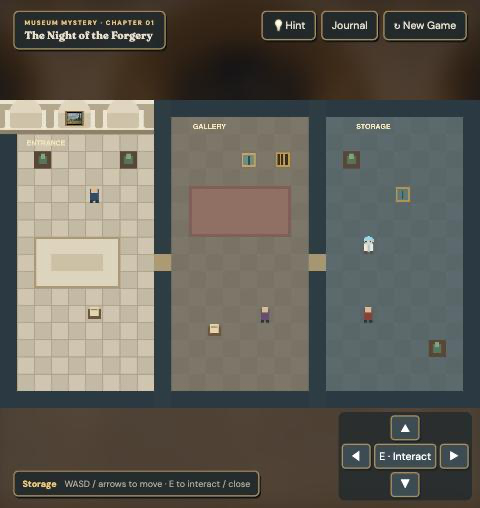 MUSEUM MYSTERY · CHAPTER 01
The Night of the Forgery
Hint
Journal
↻ New Game
ENTRANCE
GALLERY
STORAGE
▲
◀ E · Interact ▶
▼
Storage WASD / arrows to move · E to interact / close